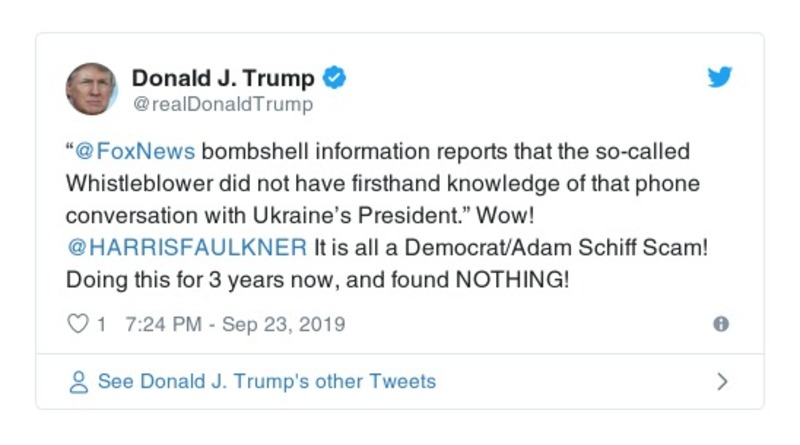 Donald J. Trump
@realDonaldTrump
“@FoxNews bombshell information reports that the so-called
Whistleblower did not have firsthand knowledge of that phone
conversation with Ukraine’s President.” Wow!
@HARRISFAULKNER It is all a Democrat/Adam Schiff Scam!
Doing this for 3 years now, and found NOTHING!
1 7:24 PM - Sep 23, 2019
See Donald J. Trump's other Tweets